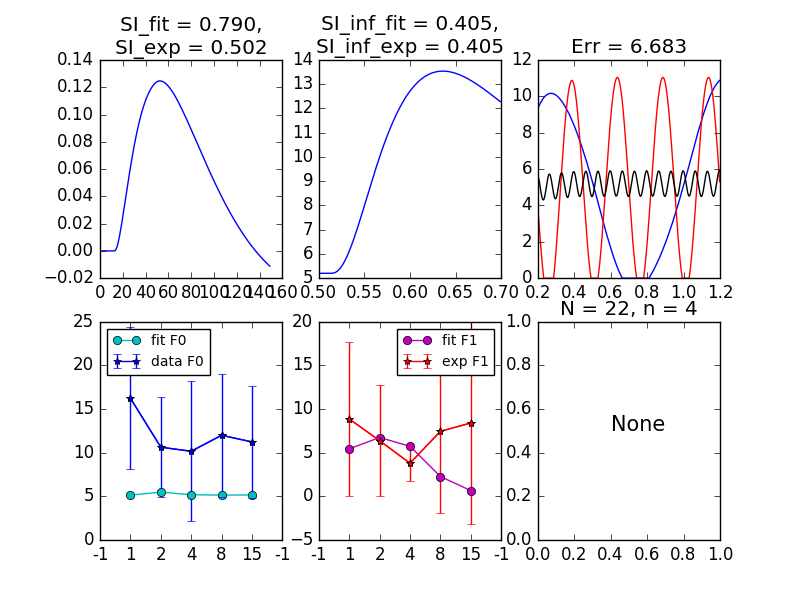 SI_fit = 0.790,
SI_exp = 0.502
0.14
0.12
0.10
0.08
0.06
0.04
0.02
0.00
-0.02
0 20 40 60 80 100 120 140 160
SI_inf_fit = 0.405,
SI_inf_exp = 0.405
14
13
12
11
10
9
8
7
6
5
0.50 0.55 0.60 0.65 0.70
Err = 6.683
12
10
8
6
4
2
0
0.2 0.4 0.6 0.8 1.0 1.2
25
20
15
10
5
0
fit F0
data F0
-1 1 2 4 8 15 -1
20
15
10
5
0
-5
fit F1
exp F1
-1 1 2 4 8 15 -1
N = 22, n = 4
1.0
0.8
0.6
0.4
0.2
0.0
None
0.0 0.2 0.4 0.6 0.8 1.0